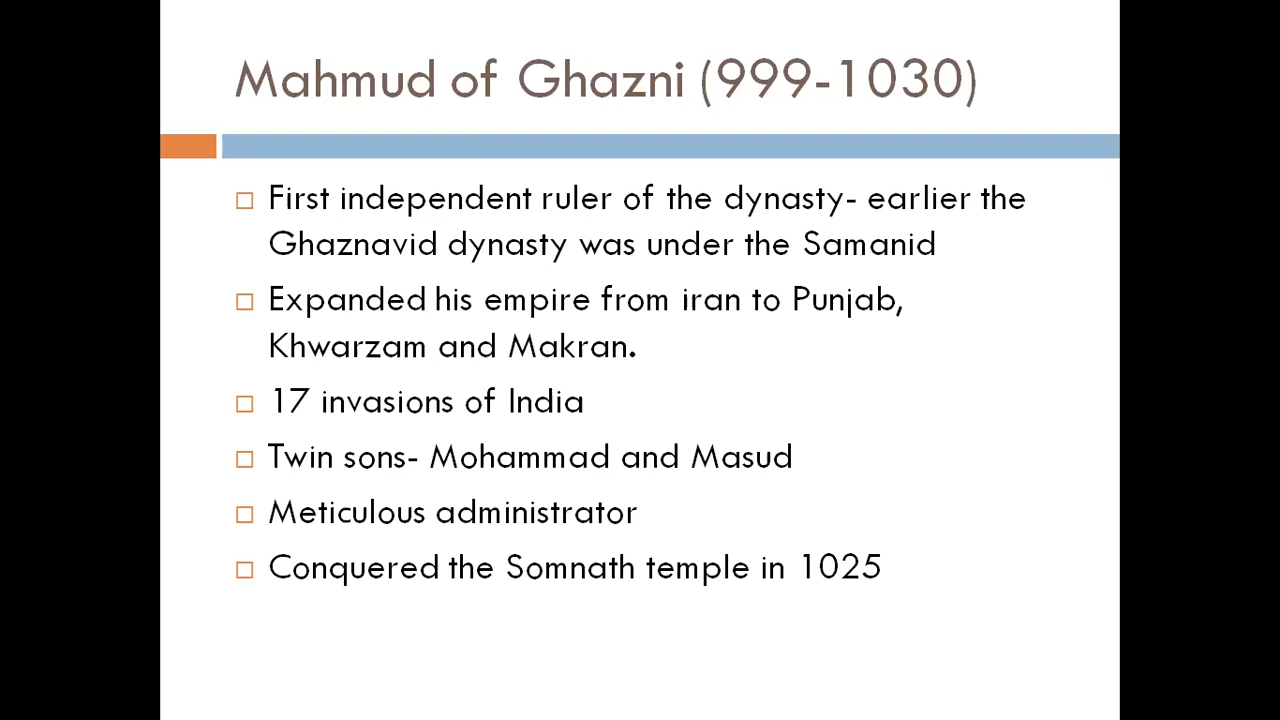 Mahmud of Ghazni (999-1030)
First independent ruler of the dynasty- earlier the
Ghaznavid dynasty was under the Samanid
Expanded his empire from iran to Punjab,
Khwarzam and Makran.
17 invasions of India
Twin sons- Mohammad and Masud
Meticulous administrator
Conquered the Somnath temple in 1025